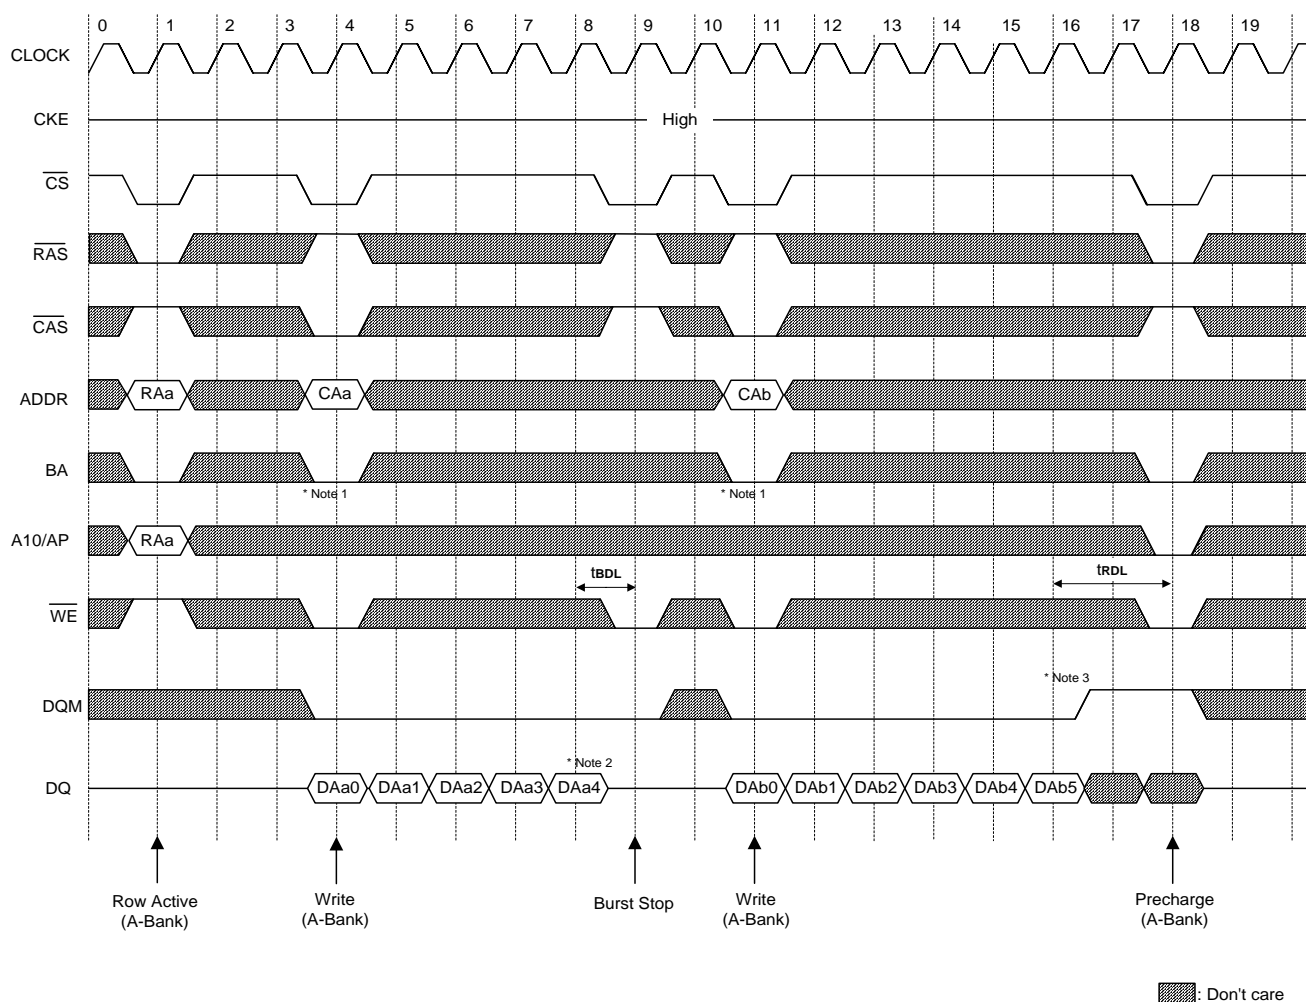 0 1 2 3 4 5 6 7 8 9 10 11 12 13 14 15 16 17 18 19
CLOCK
CKE High
CS
RAS
CAS
ADDR RAa CAa CAb
BA
* Note 1 * Note 1
A10/AP RAa
tBDL tRDL
WE
* Note 3
DQM
* Note 2
DQ DAa0 DAa1 DAa2 DAa3 DAa4 DAb0 DAb1 DAb2 DAb3 DAb4 DAb5
Row Active Write Burst Stop Write Precharge
(A-Bank) (A-Bank) (A-Bank) (A-Bank)
: Don't care